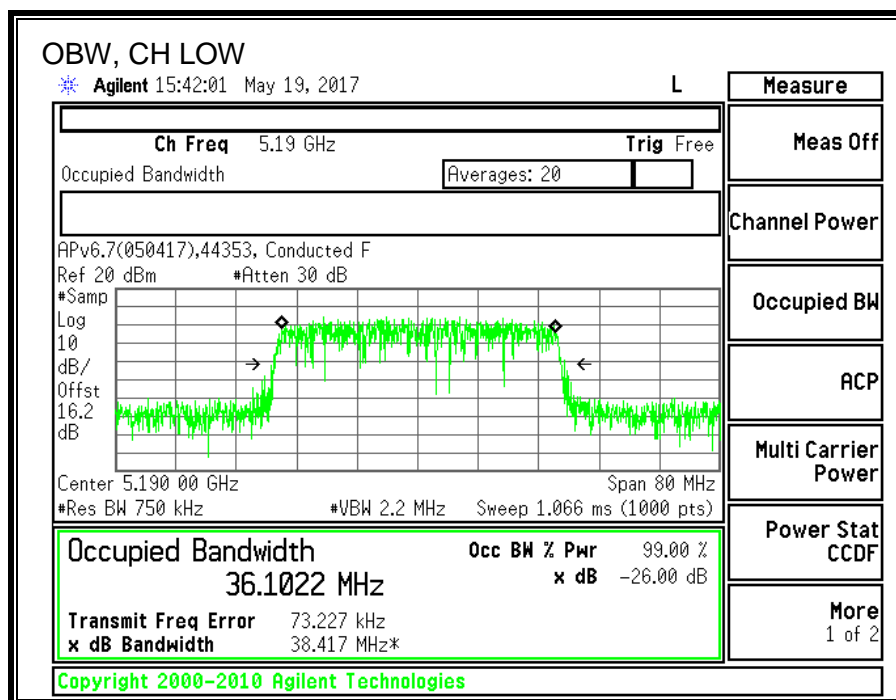 OBW, CH LOW
Agilent 15:42:01 May 19, 2017 L
Measure
Ch Freq 5.19 GHz Trig Free
Meas Off
Occupied Bandwidth Averages: 20
Channel Power
APv6.7(050417),44353, Conducted F
Ref 20 dBm #Atten 30 dB
#Samp
Log
10
dB/
Offst
16.2
dB
Occupied BW
ACP
Multi Carrier
Power
Center 5.190 00 GHz Span 80 MHz
#Res BW 750 kHz #VBW 2.2 MHz Sweep 1.066 ms (1000 pts)
Power Stat
CCDF
Occupied Bandwidth Occ BW % Pwr 99.00 %
36.1022 MHz x dB -26.00 dB
Transmit Freq Error 73.227 kHz
x dB Bandwidth 38.417 MHz*
More
1 of 2
Copyright 2000-2010 Agilent Technologies